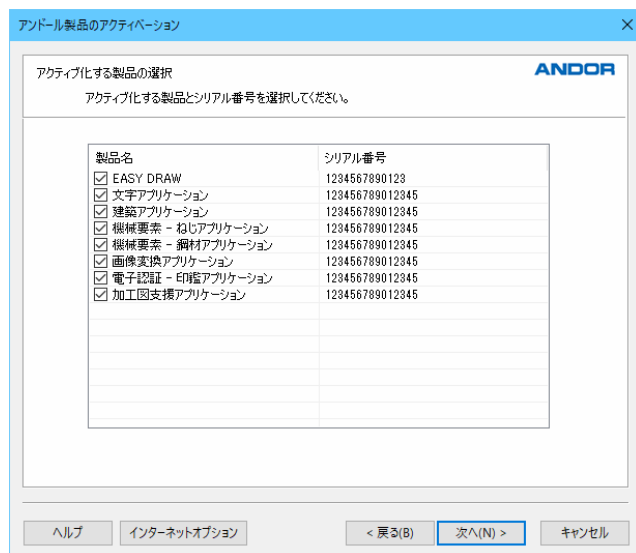 アンドール製品のアクティベーション
アクティブ化する製品の選択
ANDOR
アクティブ化する製品とシリアル番号を選択してください。
製品名 シリアル番号
EASY DRAW 1234567890123
文字アプリケーション 123456789012345
建築アプリケーション 123456789012345
機械要素 - ねじアプリケーション 123456789012345
機械要素 - 鋼材アプリケーション 123456789012345
画像変換アプリケーション 123456789012345
電子認証 - 印鑑アプリケーション 123456789012345
加工図支援アプリケーション 123456789012345
ヘルプ インターネットオプション < 戻る(B) 次へ(N) > キャンセル